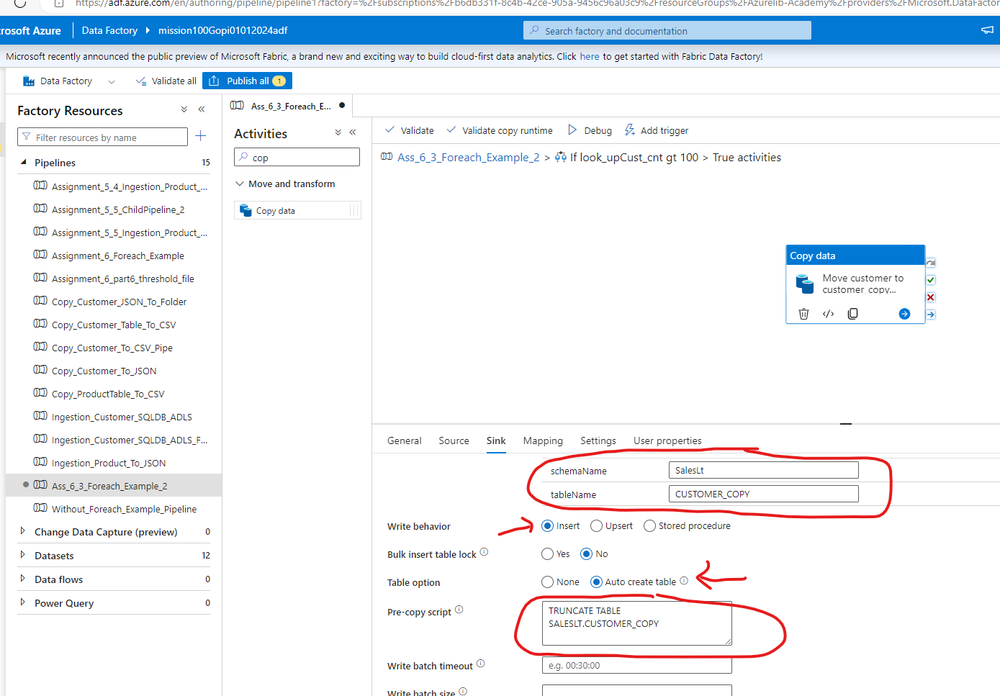 https://adf.azure.com/en/authoring/pipeline/pipeline1?factory=%2Fsubscriptions%2Fb6db331f-8c4b-42ce-905a-9456c96a03c9%2FresourceGroups%2FAzurelib-Academy%2Fproviders%2FMicrosoft.DataFactor
rosoft Azure
Data Factory
mission100Gopi01012024adf
Search factory and documentation
Microsoft recently announced the public preview of Microsoft Fabric, a brand new and exciting way to build cloud-first data analytics. Click here to get started with Fabric Data Factory!
Data Factory
Validate all
Publish all 1
Factory Resources
Filter resources by name
Pipelines 15
Assignment_5_4_Ingestion_Product_...
Assignment_5_5_ChildPipeline_2
Assignment_5_5_Ingestion_Product_...
Assignment_6_Foreach_Example
Assignment_6_part6_threshold_file
Copy_Customer_JSON_To_Folder
Copy_Customer_Table_To_CSV
Copy_Customer_To_CSV_Pipe
Copy_Customer_To_JSON
Copy_ProductTable_To_CSV
Ingestion_Customer_SQLDB_ADLS
Ingestion_Customer_SQLDB_ADLS_F...
Ingestion_Product_To_JSON
Ass_6_3_Foreach_Example_2
Without_Foreach_Example_Pipeline
Change Data Capture (preview) 0
Datasets 12
Data flows 0
Power Query 0
Ass_6_3_Foreach_E...
Activities
cop
Move and transform
Copy data
Validate
Validate copy runtime
Debug
Add trigger
Ass_6_3_Foreach_Example_2 > If look_upCust_cnt gt 100 > True activities
Copy data
Move customer to
customer_copy...
General Source Sink Mapping Settings User properties
schemaName SalesLt
tableName CUSTOMER_COPY
Write behavior Insert Upsert Stored procedure
Bulk insert table lock Yes No
Table option None Auto create table
Pre-copy script TRUNCATE TABLE
SALESLT.CUSTOMER_COPY
Write batch timeout e.g. 00:30:00
Write batch size